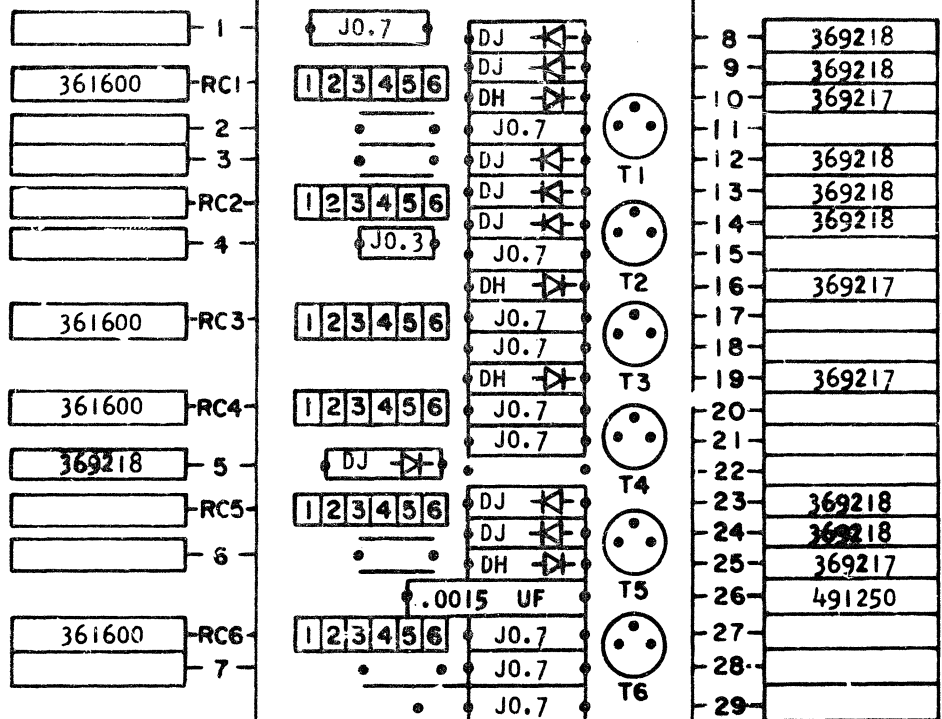 1 J0.7
DJ 8 369218
DJ 9 369218
361600 RC1 1 2 3 4 5 6 DH 10 369217
2 J0.7 11
T1
3 DJ 12 369218
DJ 13 369218
RC2 1 2 3 4 5 6
DJ 14 369218
4 J0.3 J0.7 15
T2
DH 16 369217
361600 RC3 1 2 3 4 5 6 J0.7 17
J0.7 18
T3
DH 19 369217
361600 RC4 1 2 3 4 5 6 J0.7 20
J0.7 21
369218 5 DJ 22
T4
DJ 23 369218
RC5 1 2 3 4 5 6
DJ 24 369218
6 DH 25 369217
T5
.0015 UF 26 491250
361600 RC6 1 2 3 4 5 6 J0.7 27
7 J0.7 28
T6
J0.7 29